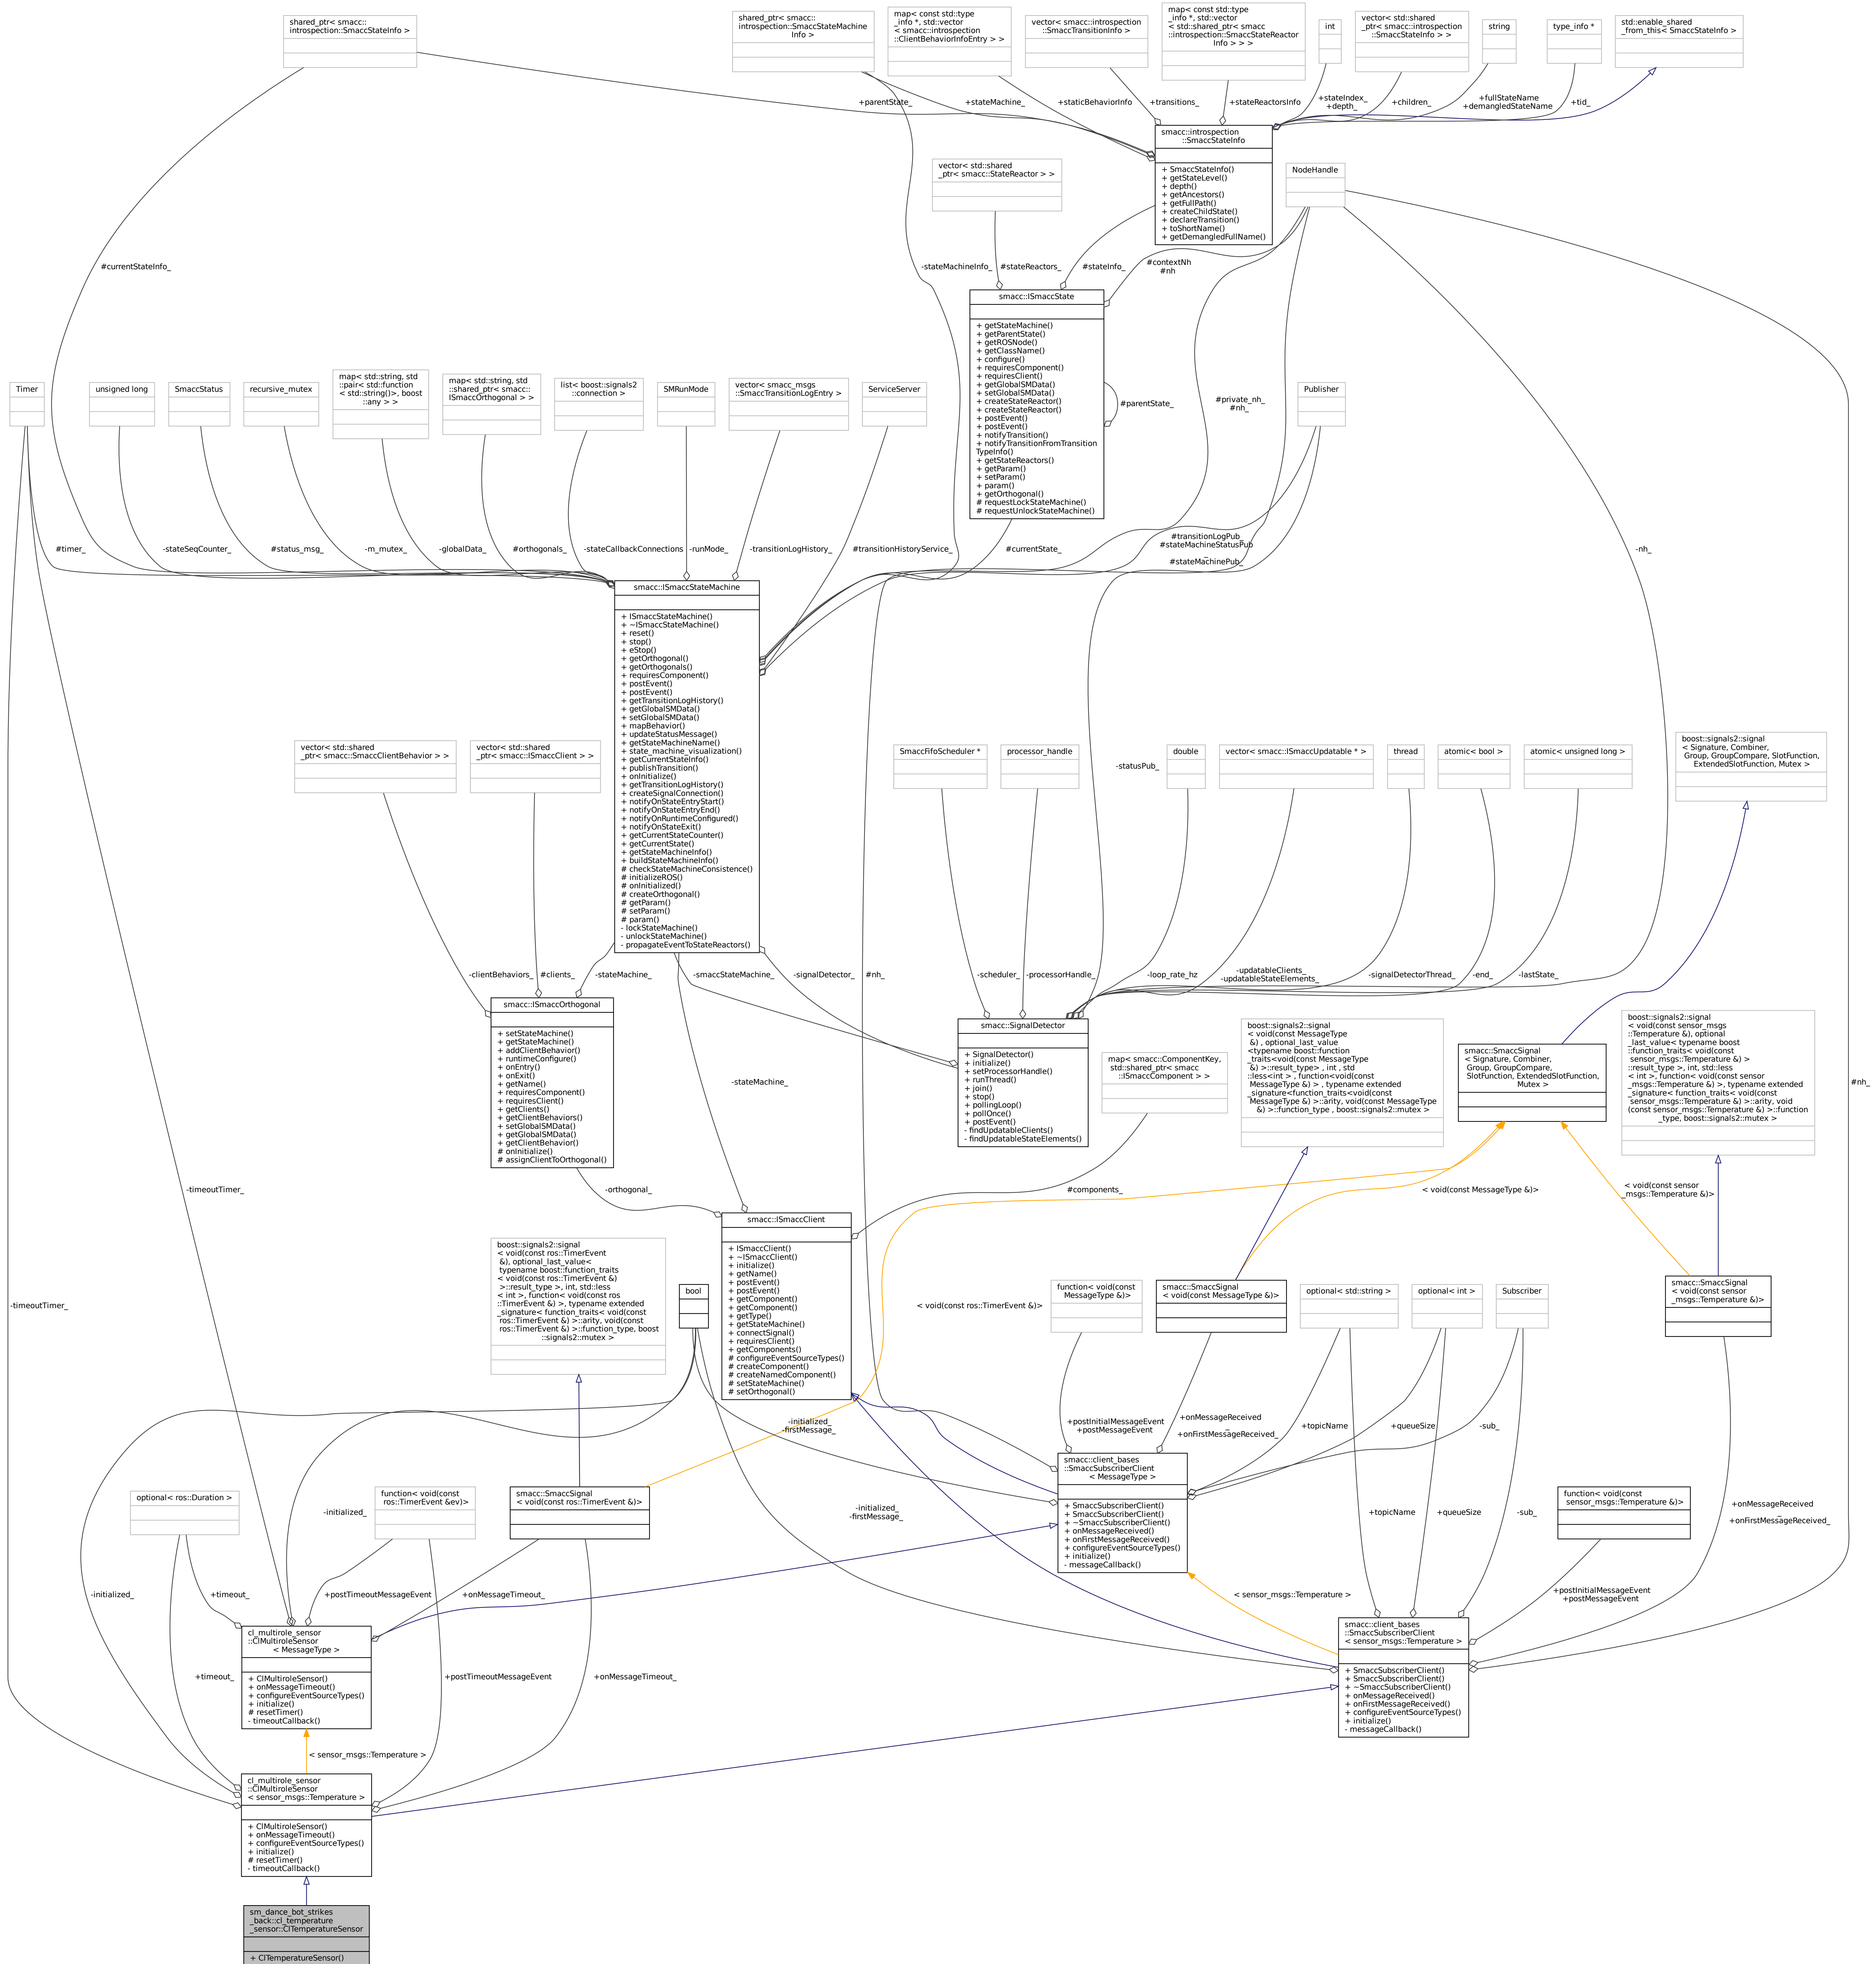 shared_ptr< smacc::
introspection::SmaccStateInfo >
shared_ptr< smacc::
introspection::SmaccStateMachine
Info >
map< const std::type
_info *, std::vector
< smacc::introspection
::ClientBehaviorInfoEntry > >
vector< smacc::introspection
::SmaccTransitionInfo >
map< const std::type
_info *, std::vector
< std::shared_ptr< smacc
::introspection::SmaccStateReactor
Info > > >
int
vector< std::shared
_ptr< smacc::introspection
::SmaccStateInfo > >
string
type_info *
std::enable_shared
_from_this< SmaccStateInfo >
+parentState_
+stateMachine_
+staticBehaviorInfo
+transitions_
+stateReactorsInfo
+stateIndex_
+depth_
+children_
+fullStateName
+demangledStateName
+tid_
smacc::introspection
::SmaccStateInfo
+ SmaccStateInfo()
+ getStateLevel()
+ depth()
+ getAncestors()
+ getFullPath()
+ createChildState()
+ declareTransition()
+ toShortName()
+ getDemangledFullName()
vector< std::shared
_ptr< smacc::StateReactor > >
NodeHandle
#currentStateInfo_
-stateMachineInfo_
#stateReactors_
#stateInfo_
#contextNh
#nh
smacc::ISmaccState
+ getStateMachine()
+ getParentState()
+ getROSNode()
+ getClassName()
+ configure()
+ requiresComponent()
+ requiresClient()
+ getGlobalSMData()
+ setGlobalSMData()
+ createStateReactor()
+ createStateReactor()
+ postEvent()
+ postEvent()
+ notifyTransition()
+ notifyTransitionFromTransition
TypeInfo()
+ getStateReactors()
+ getParam()
+ setParam()
+ param()
+ getOrthogonal()
# requestLockStateMachine()
# requestUnlockStateMachine()
#parentState_
#private_nh_
#nh_
Timer
unsigned long
SmaccStatus
recursive_mutex
map< std::string, std
::pair< std::function
< std::string()>, boost
::any > >
map< std::string, std
::shared_ptr< smacc::
ISmaccOrthogonal > >
list< boost::signals2
::connection >
SMRunMode
vector< smacc_msgs
::SmaccTransitionLogEntry >
ServiceServer
Publisher
#timer_
-stateSeqCounter_
#status_msg_
-m_mutex_
-globalData_
#orthogonals_
-stateCallbackConnections
-runMode_
-transitionLogHistory_
#transitionHistoryService_
#currentState_
#transitionLogPub_
#stateMachineStatusPub
_
#stateMachinePub_
-nh_
smacc::ISmaccStateMachine
+ ISmaccStateMachine()
+ ~ISmaccStateMachine()
+ reset()
+ stop()
+ eStop()
+ getOrthogonal()
+ getOrthogonals()
+ requiresComponent()
+ postEvent()
+ postEvent()
+ getTransitionLogHistory()
+ getGlobalSMData()
+ setGlobalSMData()
+ mapBehavior()
+ updateStatusMessage()
+ getStateMachineName()
+ state_machine_visualization()
+ getCurrentStateInfo()
+ publishTransition()
+ onInitialize()
+ getTransitionLogHistory()
+ createSignalConnection()
+ notifyOnStateEntryStart()
+ notifyOnStateEntryEnd()
+ notifyOnRuntimeConfigured()
+ notifyOnStateExit()
+ getCurrentStateCounter()
+ getCurrentState()
+ getStateMachineInfo()
+ buildStateMachineInfo()
# checkStateMachineConsistence()
# initializeROS()
# onInitialized()
# createOrthogonal()
# getParam()
# setParam()
# param()
- lockStateMachine()
- unlockStateMachine()
- propagateEventToStateReactors()
#nh_
vector< std::shared
_ptr< smacc::SmaccClientBehavior > >
vector< std::shared
_ptr< smacc::ISmaccClient > >
SmaccFifoScheduler *
processor_handle
-statusPub_
double
vector< smacc::ISmaccUpdatable * >
thread
atomic< bool >
atomic< unsigned long >
boost::signals2::signal
< Signature, Combiner,
Group, GroupCompare, SlotFunction,
ExtendedSlotFunction, Mutex >
-clientBehaviors_
#clients_
-stateMachine_
-smaccStateMachine_
-signalDetector_
#nh_
-scheduler_
-processorHandle_
-loop_rate_hz
-updatableClients_
-updatableStateElements_
-signalDetectorThread_
-end_
-lastState_
smacc::ISmaccOrthogonal
+ setStateMachine()
+ getStateMachine()
+ addClientBehavior()
+ runtimeConfigure()
+ onEntry()
+ onExit()
+ getName()
+ requiresComponent()
+ requiresClient()
+ getClients()
+ getClientBehaviors()
+ setGlobalSMData()
+ getGlobalSMData()
+ getClientBehavior()
# onInitialize()
# assignClientToOrthogonal()
-stateMachine_
smacc::SignalDetector
+ SignalDetector()
+ initialize()
+ setProcessorHandle()
+ runThread()
+ join()
+ stop()
+ pollingLoop()
+ pollOnce()
+ postEvent()
- findUpdatableClients()
- findUpdatableStateElements()
map< smacc::ComponentKey,
std::shared_ptr< smacc
::ISmaccComponent > >
boost::signals2::signal
< void(const MessageType
&) , optional_last_value
<typename boost::function
_traits<void(const MessageType
&) >::result_type> , int , std
::less<int > , function<void(const
MessageType &) > , typename extended
_signature<function_traits<void(const
MessageType &) >::arity, void(const MessageType
&) >::function_type , boost::signals2::mutex >
smacc::SmaccSignal
< Signature, Combiner,
Group, GroupCompare,
SlotFunction, ExtendedSlotFunction,
Mutex >
boost::signals2::signal
< void(const sensor_msgs
::Temperature &), optional
_last_value< typename boost
::function_traits< void(const
sensor_msgs::Temperature &) >
::result_type >, int, std::less
< int >, function< void(const sensor
_msgs::Temperature &) >, typename extended
_signature< function_traits< void(const
sensor_msgs::Temperature &) >::arity, void
(const sensor_msgs::Temperature &) >::function
_type, boost::signals2::mutex >
-timeoutTimer_
-orthogonal_
#components_
< void(const MessageType &)>
< void(const sensor
_msgs::Temperature &)>
smacc::ISmaccClient
+ ISmaccClient()
+ ~ISmaccClient()
+ initialize()
+ getName()
+ postEvent()
+ postEvent()
+ getComponent()
+ getComponent()
+ getType()
+ getStateMachine()
+ connectSignal()
+ requiresClient()
+ getComponents()
# configureEventSourceTypes()
# createComponent()
# createNamedComponent()
# setStateMachine()
# setOrthogonal()
boost::signals2::signal
< void(const ros::TimerEvent
&), optional_last_value<
typename boost::function_traits
< void(const ros::TimerEvent &)
>::result_type >, int, std::less
< int >, function< void(const ros
::TimerEvent &) >, typename extended
_signature< function_traits< void(const
ros::TimerEvent &) >::arity, void(const
ros::TimerEvent &) >::function_type, boost
::signals2::mutex >
bool
-timeoutTimer_
< void(const ros::TimerEvent &)>
function< void(const
MessageType &)>
smacc::SmaccSignal
< void(const MessageType &)>
optional< std::string >
optional< int >
Subscriber
smacc::SmaccSignal
< void(const sensor
_msgs::Temperature &)>
-initialized_
-firstMessage_
+postInitialMessageEvent
+postMessageEvent
+onMessageReceived
_
+onFirstMessageReceived_
+topicName
+queueSize
-sub_
smacc::client_bases
::SmaccSubscriberClient
< MessageType >
+ SmaccSubscriberClient()
+ SmaccSubscriberClient()
+ ~SmaccSubscriberClient()
+ onMessageReceived()
+ onFirstMessageReceived()
+ configureEventSourceTypes()
+ initialize()
- messageCallback()
optional< ros::Duration >
-initialized_
function< void(const
ros::TimerEvent &ev)>
smacc::SmaccSignal
< void(const ros::TimerEvent &)>
-initialized_
-firstMessage_
+topicName
+queueSize
-sub_
function< void(const
sensor_msgs::Temperature &)>
+onMessageReceived
_
+onFirstMessageReceived_
-initialized_
+timeout_
+postTimeoutMessageEvent
+onMessageTimeout_
< sensor_msgs::Temperature >
+postInitialMessageEvent
+postMessageEvent
cl_multirole_sensor
::ClMultiroleSensor
< MessageType >
+ ClMultiroleSensor()
+ onMessageTimeout()
+ configureEventSourceTypes()
+ initialize()
# resetTimer()
- timeoutCallback()
+timeout_
+postTimeoutMessageEvent
+onMessageTimeout_
smacc::client_bases
::SmaccSubscriberClient
< sensor_msgs::Temperature >
+ SmaccSubscriberClient()
+ SmaccSubscriberClient()
+ ~SmaccSubscriberClient()
+ onMessageReceived()
+ onFirstMessageReceived()
+ configureEventSourceTypes()
+ initialize()
- messageCallback()
< sensor_msgs::Temperature >
cl_multirole_sensor
::ClMultiroleSensor
< sensor_msgs::Temperature >
+ ClMultiroleSensor()
+ onMessageTimeout()
+ configureEventSourceTypes()
+ initialize()
# resetTimer()
- timeoutCallback()
sm_dance_bot_strikes
_back::cl_temperature
_sensor::ClTemperatureSensor
+ ClTemperatureSensor()